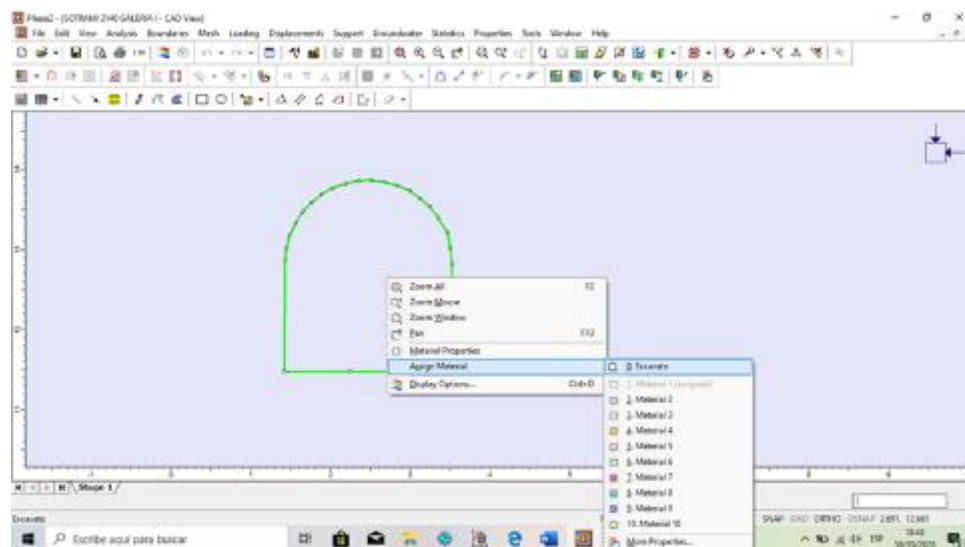 Phase2 - [SOTRAMI 2140 GALERIA I - CAD View]
File Edit View Analysis Boundaries Mesh Loading Displacements Support Groundwater Statistics Properties Tools Window Help
Zoom All F2
Zoom Mouse
Zoom Window
Pan F12
Material Properties
Assign Material
Display Options... Ctrl+D
0. Excavate
1. Material 1 (assigned)
2. Material 2
3. Material 3
4. Material 4
5. Material 5
6. Material 6
7. Material 7
8. Material 8
9. Material 9
10. Material 10
More Properties...
Stage 1
Excavate
SNAP GRID ORTHO OSNAP
Escribe aquí para buscar
ESP